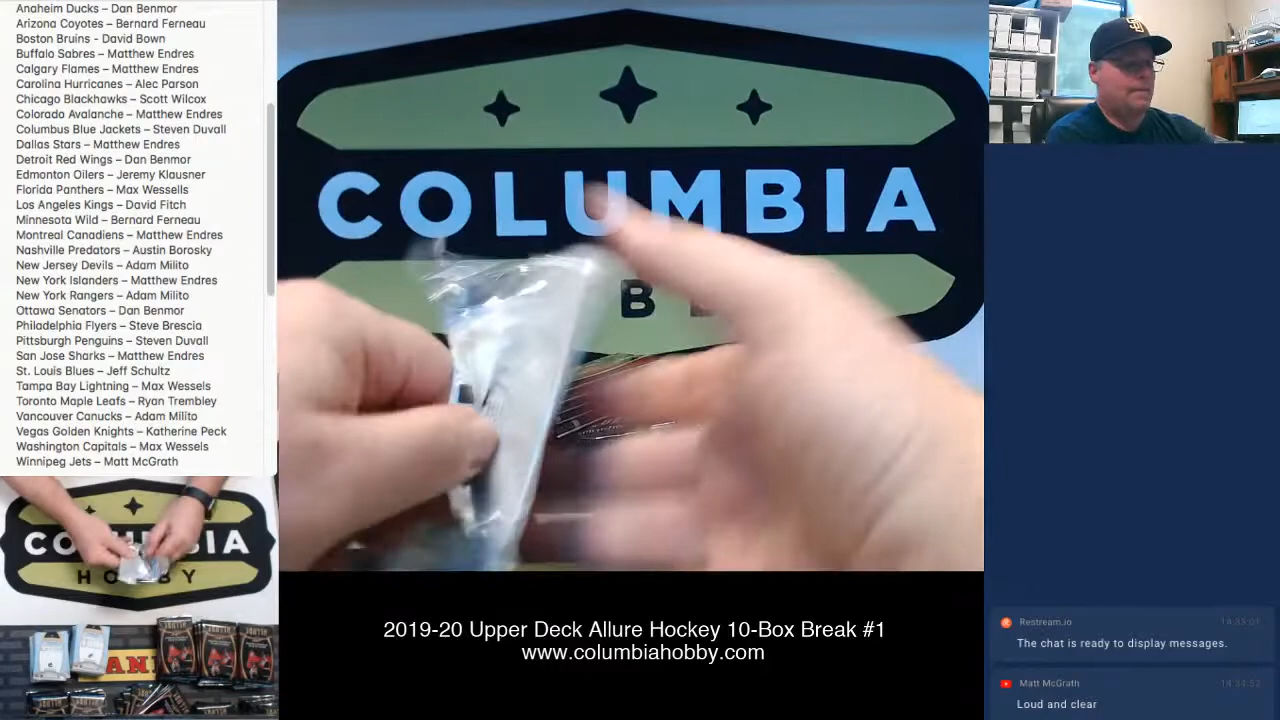 Anaheim Ducks – Dan Benmor
Arizona Coyotes – Bernard Ferneau
Boston Bruins - David Bown
Buffalo Sabres – Matthew Endres
Calgary Flames – Matthew Endres
Carolina Hurricanes – Alec Parson
Chicago Blackhawks – Scott Wilcox
Colorado Avalanche – Matthew Endres
Columbus Blue Jackets – Steven Duvall
Dallas Stars – Matthew Endres
Detroit Red Wings – Dan Benmor
Edmonton Oilers – Jeremy Klausner
Florida Panthers – Max Wessells
Los Angeles Kings – David Fitch
Minnesota Wild – Bernard Ferneau
Montreal Canadiens – Matthew Endres
Nashville Predators – Austin Borosky
New Jersey Devils – Adam Milito
New York Islanders – Matthew Endres
New York Rangers – Adam Milito
Ottawa Senators – Dan Benmor
Philadelphia Flyers – Steve Brescia
Pittsburgh Penguins – Steven Duvall
San Jose Sharks – Matthew Endres
St. Louis Blues – Jeff Schultz
Tampa Bay Lightning – Max Wessels
Toronto Maple Leafs – Ryan Trembley
Vancouver Canucks – Adam Milito
Vegas Golden Knights – Katherine Peck
Washington Capitals – Max Wessels
Winnipeg Jets – Matt McGrath
COLUMBIA
2019-20 Upper Deck Allure Hockey 10-Box Break #1
www.columbiahobby.com
Restream.io
The chat is ready to display messages.
Matt McGrath
Loud and clear